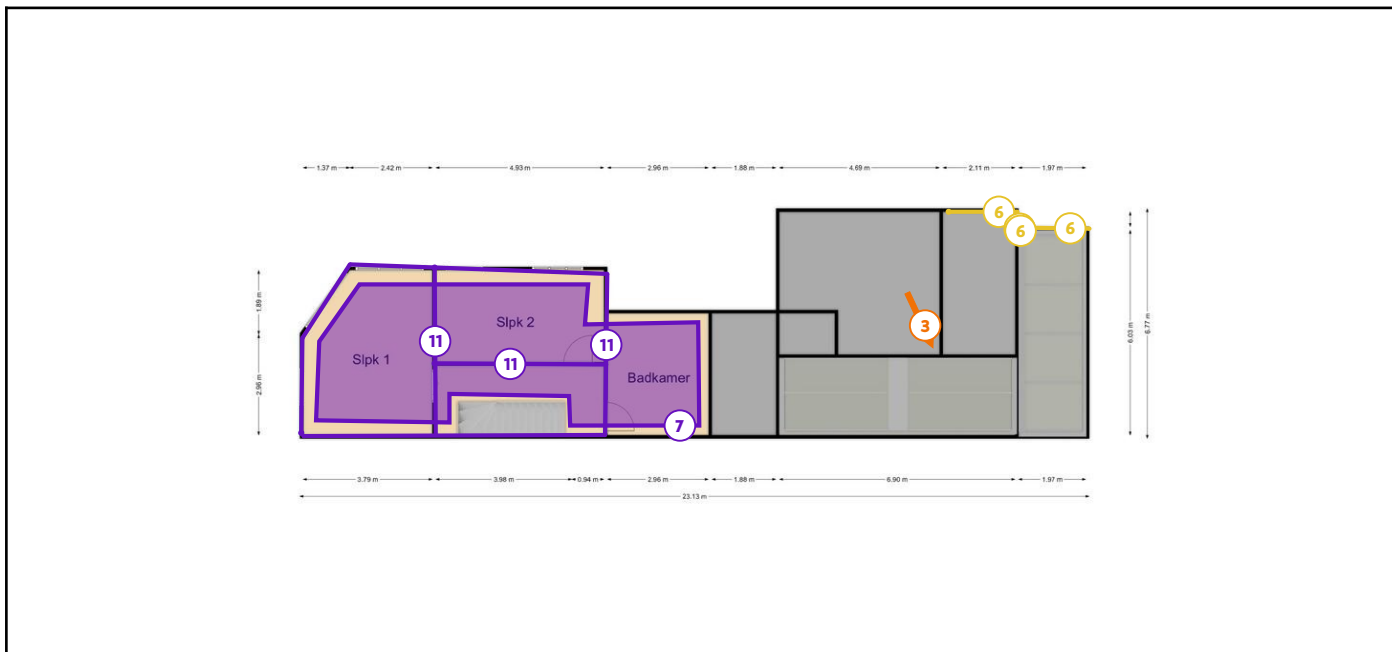 1.37 m 2.42 m 4.93 m 2.96 m 1.88 m 4.69 m 2.11 m 1.97 m
6 6 6
1.89 m
2.96 m
6.03 m
6.77 m
Slpk 2
3
11 11
Slpk 1
11
Badkamer
7
3.79 m 3.98 m 0.94 m 2.96 m 1.88 m 6.90 m 1.97 m
23.13 m